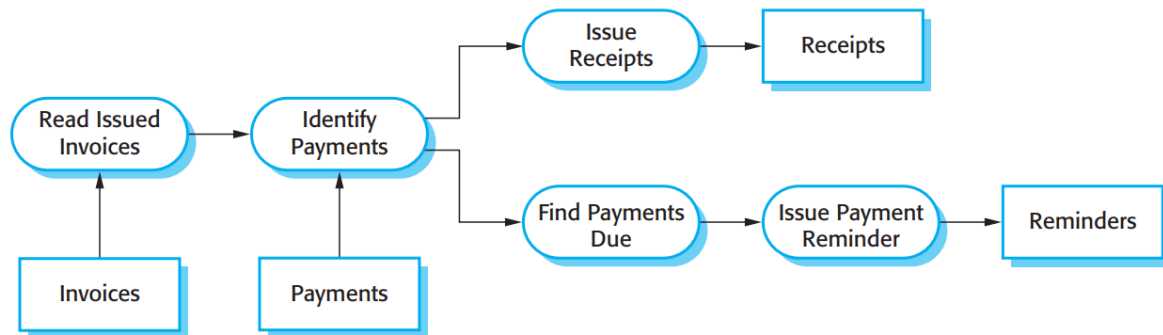 Issue
Receipts
Receipts
Read Issued
Invoices
Identify
Payments
Find Payments
Due
Issue Payment
Reminder
Reminders
Invoices
Payments